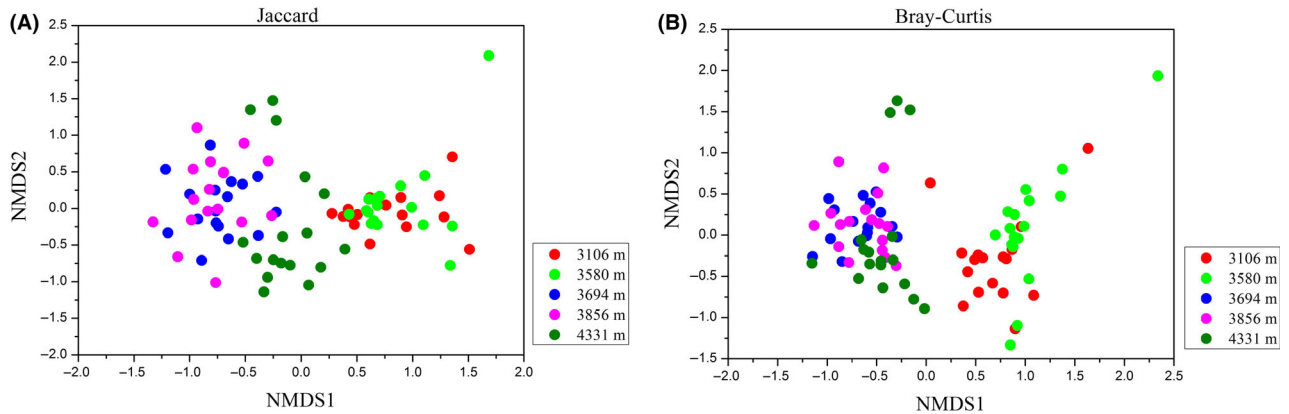 (A)
Jaccard
2.5
2.0
1.5
1.0
0.5
0.0
−0.5
−1.0
−1.5
−2.0
NMDS2
−1.5 −1.0 −0.5 0.0 0.5 1.0 1.5 2.0
NMDS1
3106 m
3580 m
3694 m
3856 m
4331 m
(B)
Bray-Curtis
2.5
2.0
1.5
1.0
0.5
0.0
−0.5
−1.0
−1.5
NMDS2
−2.0 −1.5 −1.0 −0.5 0.0 0.5 1.0 1.5 2.0 2.5
NMDS1
3106 m
3580 m
3694 m
3856 m
4331 m